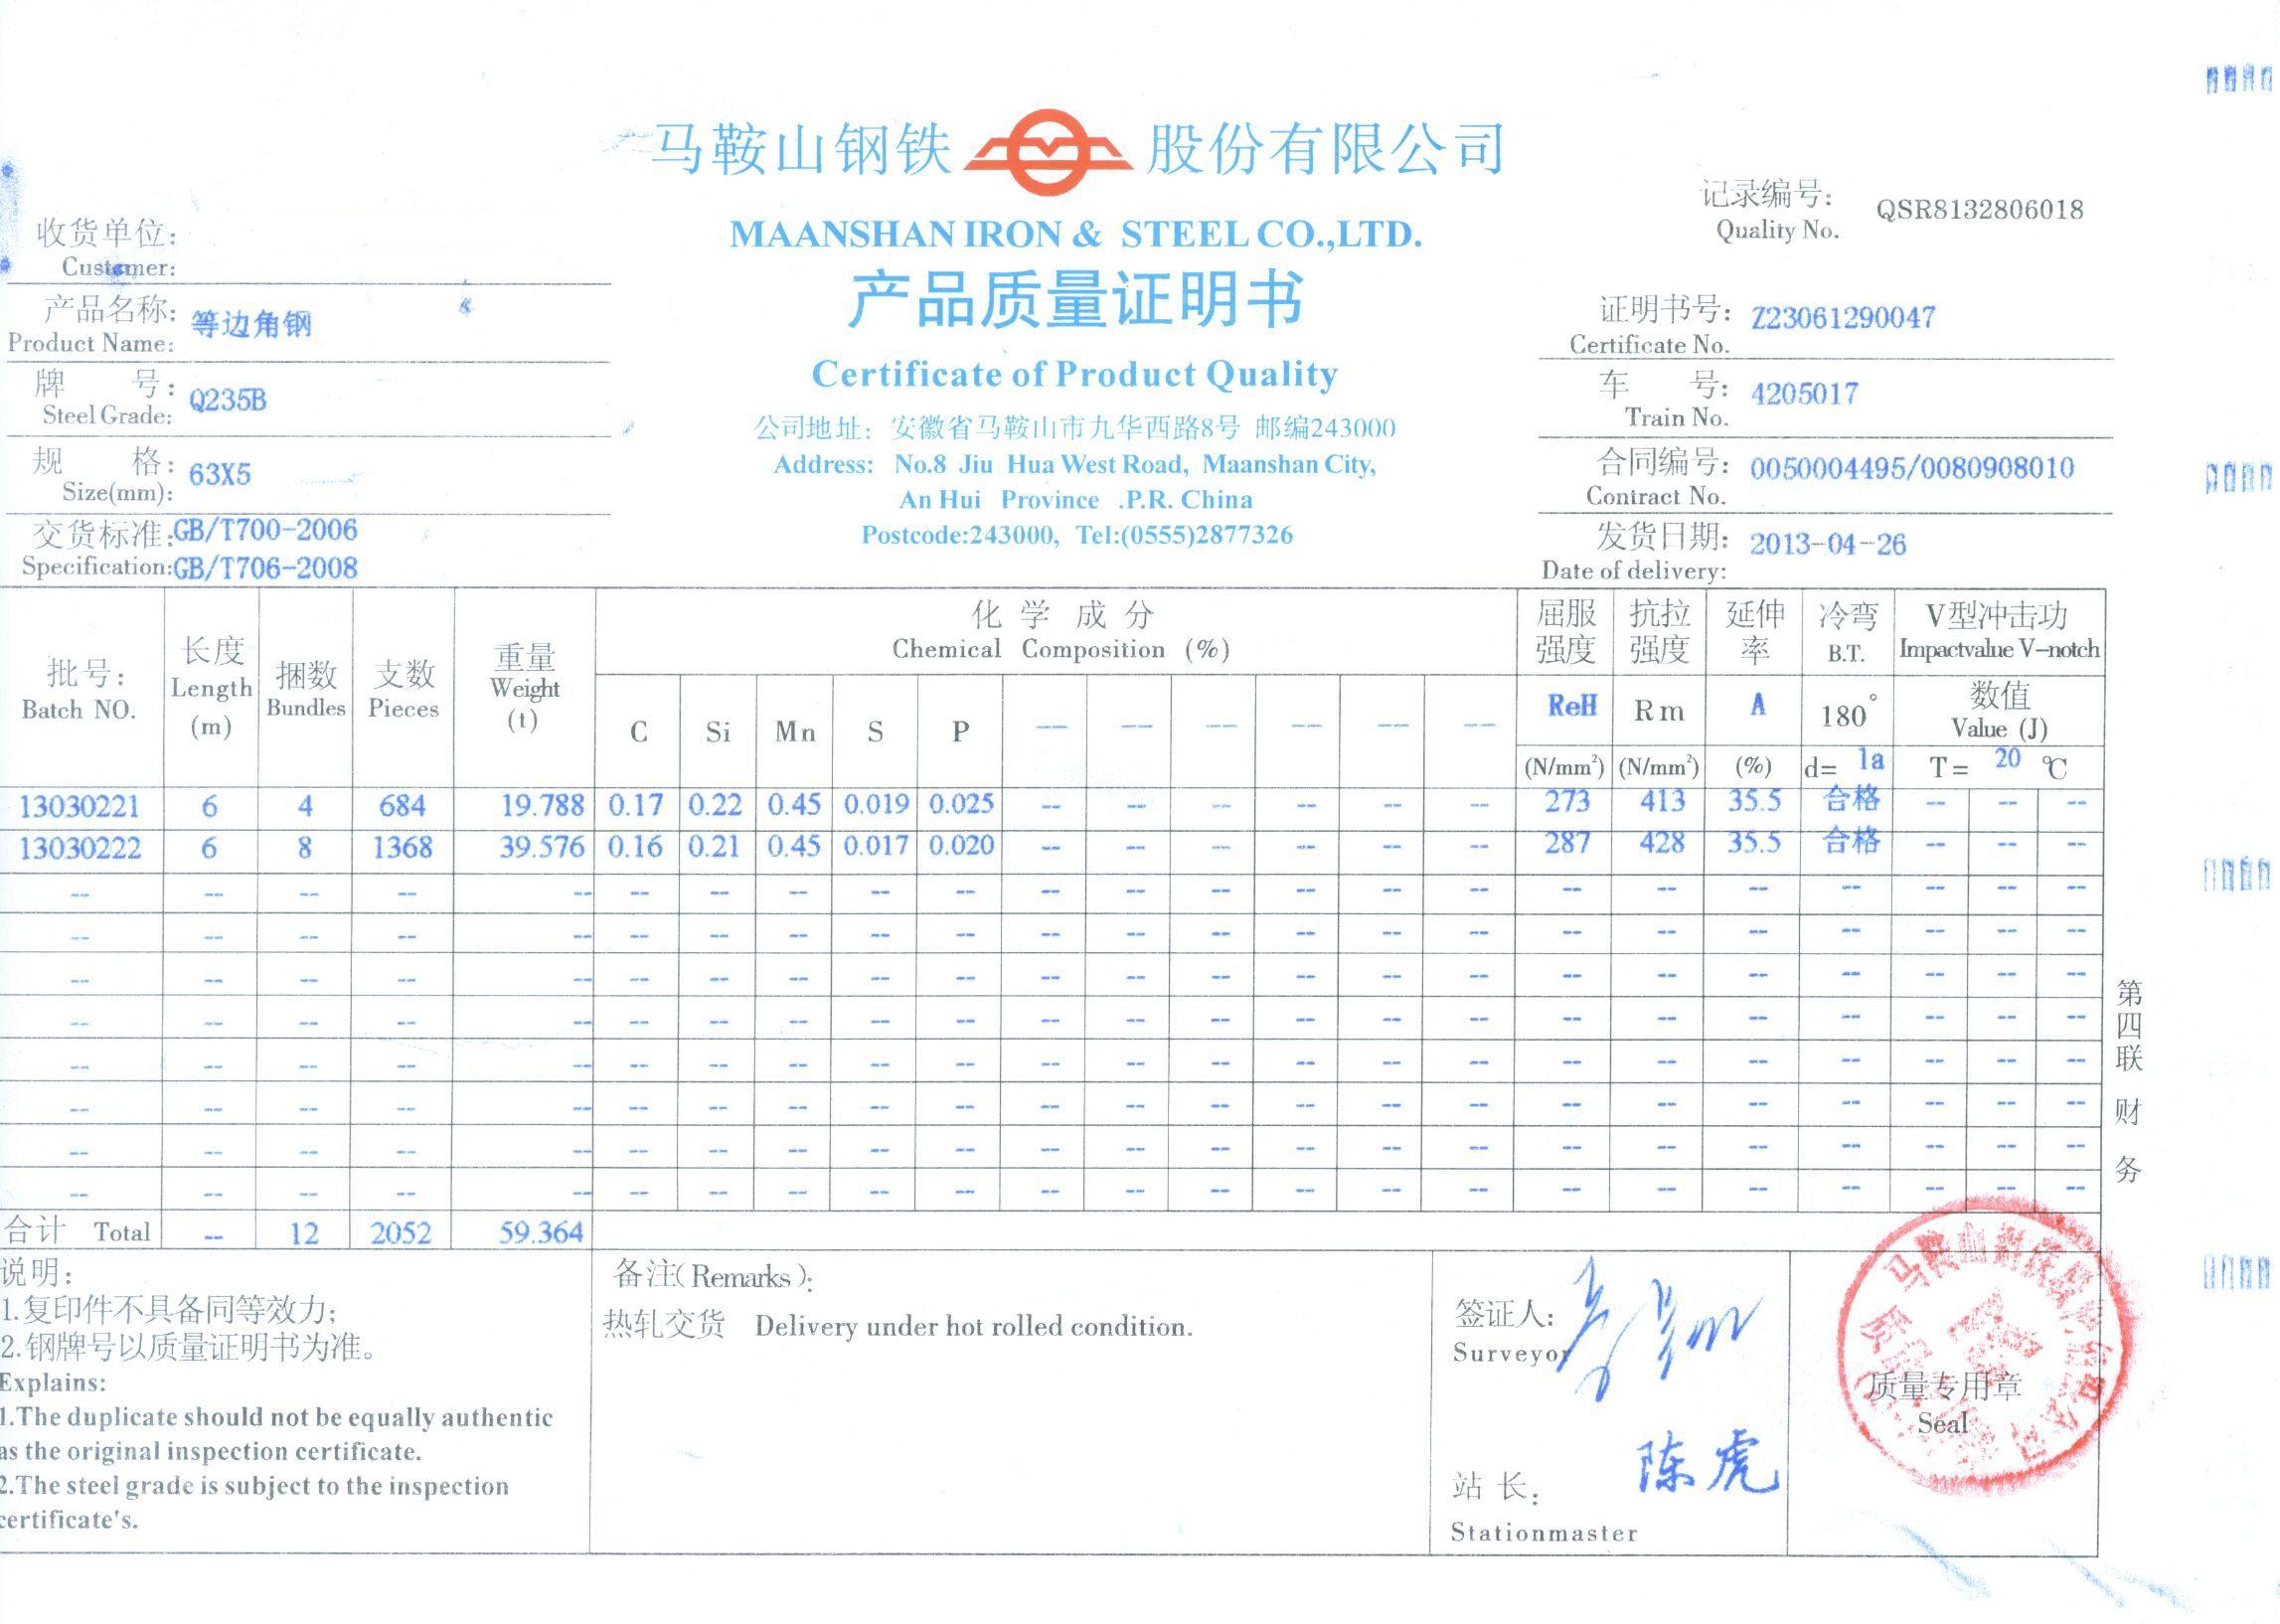 马鞍山钢铁 股份有限公司
MAANSHAN IRON & STEEL CO.,LTD.
产品质量证明书
Certificate of Product Quality
公司地址：安徽省马鞍山市九华西路8号 邮编243000
Address: No.8 Jiu Hua West Road, Maanshan City,
An Hui Province .P.R. China
Postcode:243000, Tel:(0555)2877326
记录编号: QSR8132806018
Quality No.
收货单位:
Customer:
产品名称: 等边角钢
Product Name:
牌 号: Q235B
Steel Grade:
规 格: 63X5
Size(mm):
交货标准: GB/T700-2006
Specification: GB/T706-2008
证明书号: Z23061290047
Certificate No.
车 号: 4205017
Train No.
合同编号: 0050004495/0080908010
Contract No.
发货日期: 2013-04-26
Date of delivery:
批号: 长度 捆数 支数 重量 化学成分 屈服强度 抗拉强度 延伸率 冷弯 V型冲击功
Batch NO. Length (m) Bundles Pieces Weight (t) Chemical Composition (%) B.T. Impactvalue V-notch
C Si Mn S P — — — — — — ReH Rm A 180° 数值 Value (J)
(N/mm²) (N/mm²) (%) d= 1a T= 20 ℃
13030221 6 4 684 19.788 0.17 0.22 0.45 0.019 0.025 -- -- -- -- -- -- 273 413 35.5 合格 -- -- --
13030222 6 8 1368 39.576 0.16 0.21 0.45 0.017 0.020 -- -- -- -- -- -- 287 428 35.5 合格 -- -- --
-- -- -- -- -- -- -- -- -- -- -- -- -- -- -- -- -- -- -- -- -- -- --
-- -- -- -- -- -- -- -- -- -- -- -- -- -- -- -- -- -- -- -- -- -- --
-- -- -- -- -- -- -- -- -- -- -- -- -- -- -- -- -- -- -- -- -- -- --
-- -- -- -- -- -- -- -- -- -- -- -- -- -- -- -- -- -- -- -- -- -- --
-- -- -- -- -- -- -- -- -- -- -- -- -- -- -- -- -- -- -- -- -- -- --
-- -- -- -- -- -- -- -- -- -- -- -- -- -- -- -- -- -- -- -- -- -- --
-- -- -- -- -- -- -- -- -- -- -- -- -- -- -- -- -- -- -- -- -- -- --
-- -- -- -- -- -- -- -- -- -- -- -- -- -- -- -- -- -- -- -- -- -- --
合计 Total -- 12 2052 59.364
第四联 财务
说明:
1.复印件不具备同等效力;
2.钢牌号以质量证明书为准。
Explains:
1.The duplicate should not be equally authentic
as the original inspection certificate.
2.The steel grade is subject to the inspection
certificate's.
备注(Remarks):
热轧交货 Delivery under hot rolled condition.
签证人:
Surveyor
站 长: 陈虎
Stationmaster
质量专用章
Seal